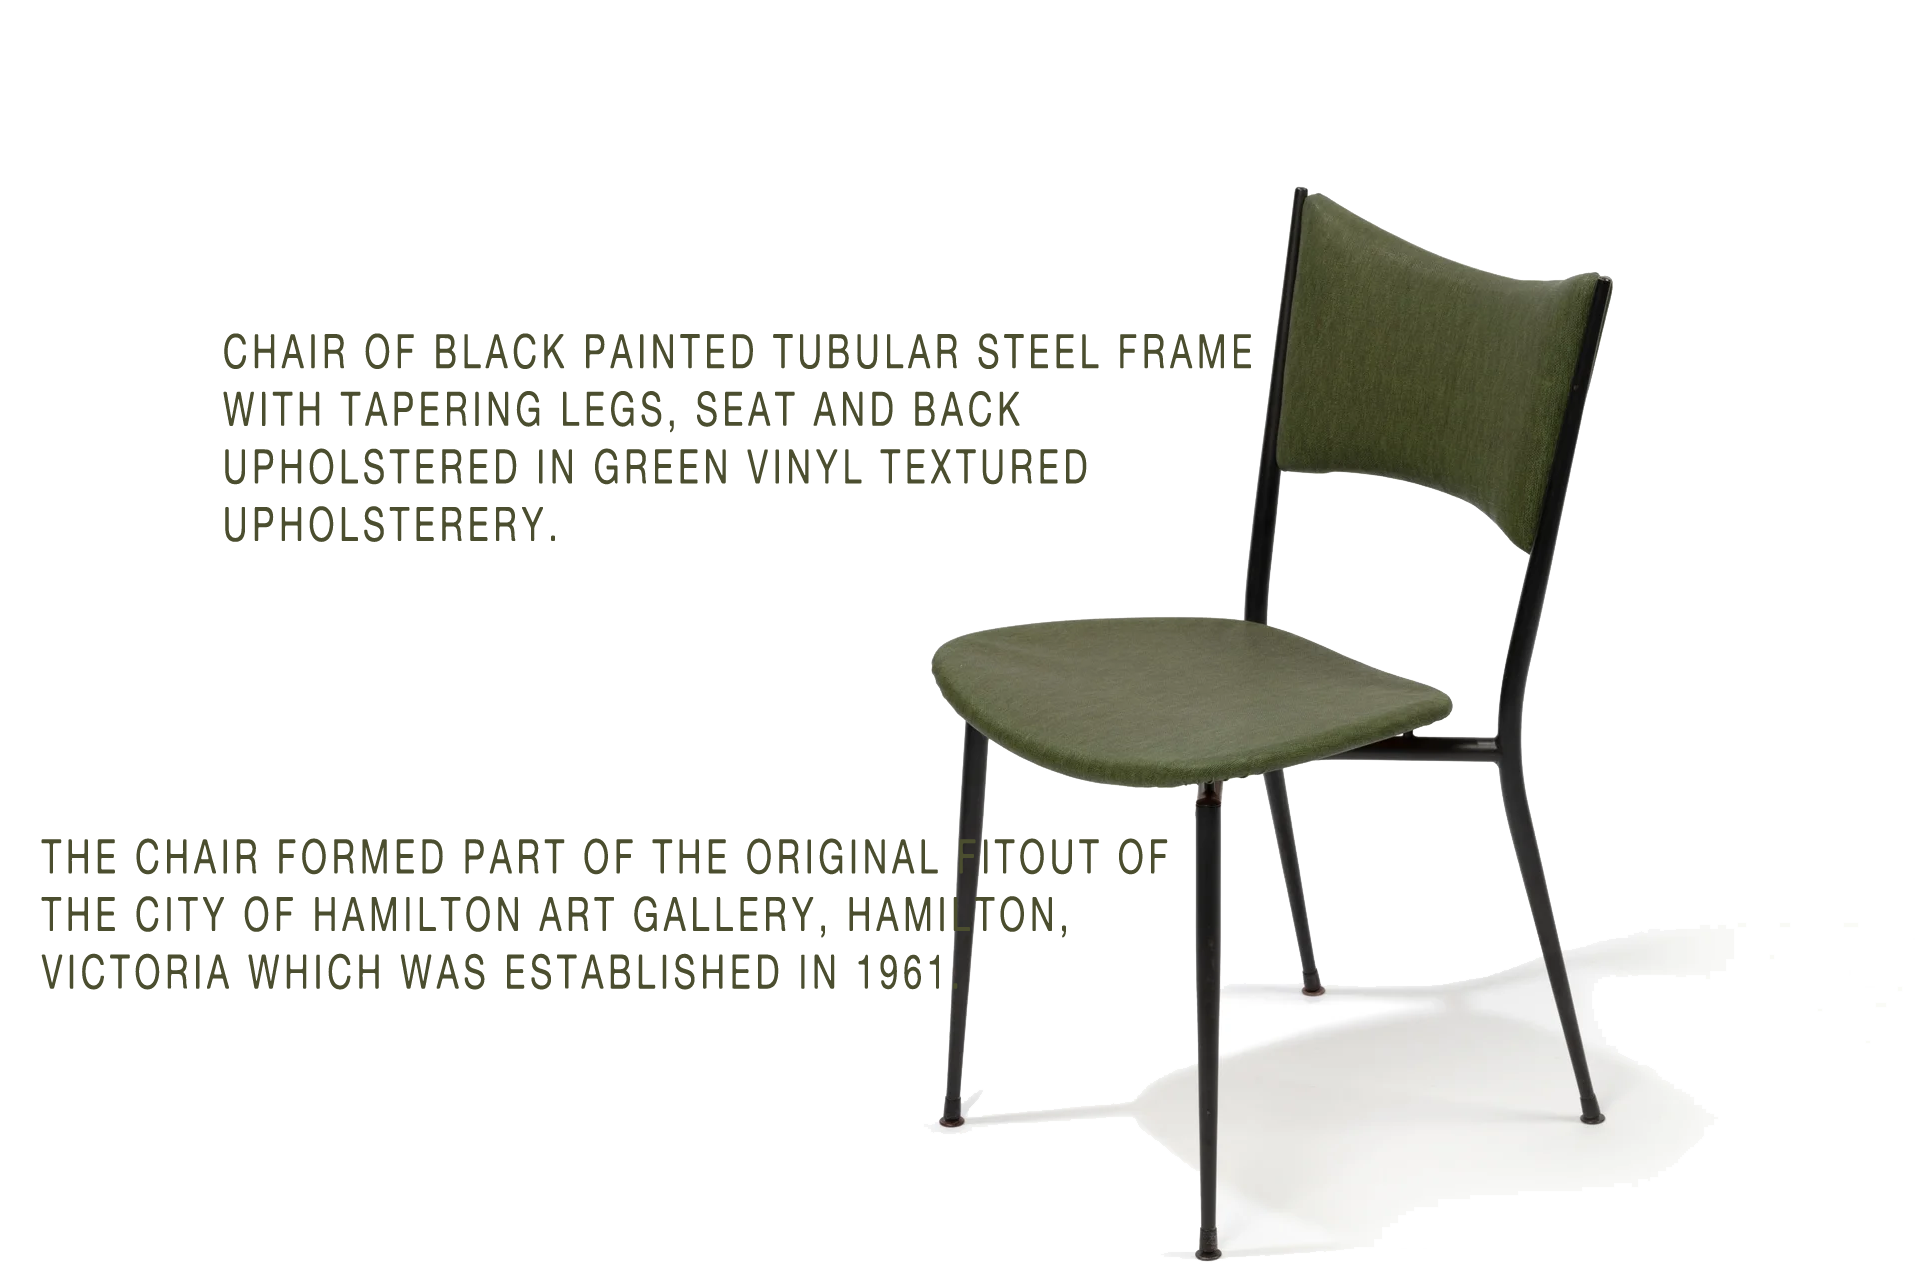 CHAIR OF BLACK PAINTED TUBULAR STEEL FRAME
WITH TAPERING LEGS, SEAT AND BACK
UPHOLSTERED IN GREEN VINYL TEXTURED
UPHOLSTERERY.
THE CHAIR FORMED PART OF THE ORIGINAL FITOUT OF
THE CITY OF HAMILTON ART GALLERY, HAMILTON,
VICTORIA WHICH WAS ESTABLISHED IN 1961.